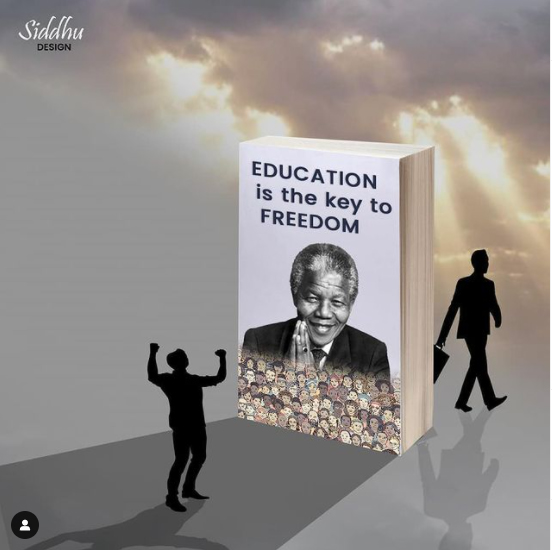 Siddhu
DESIGN
EDUCATION
is the key to
FREEDOM